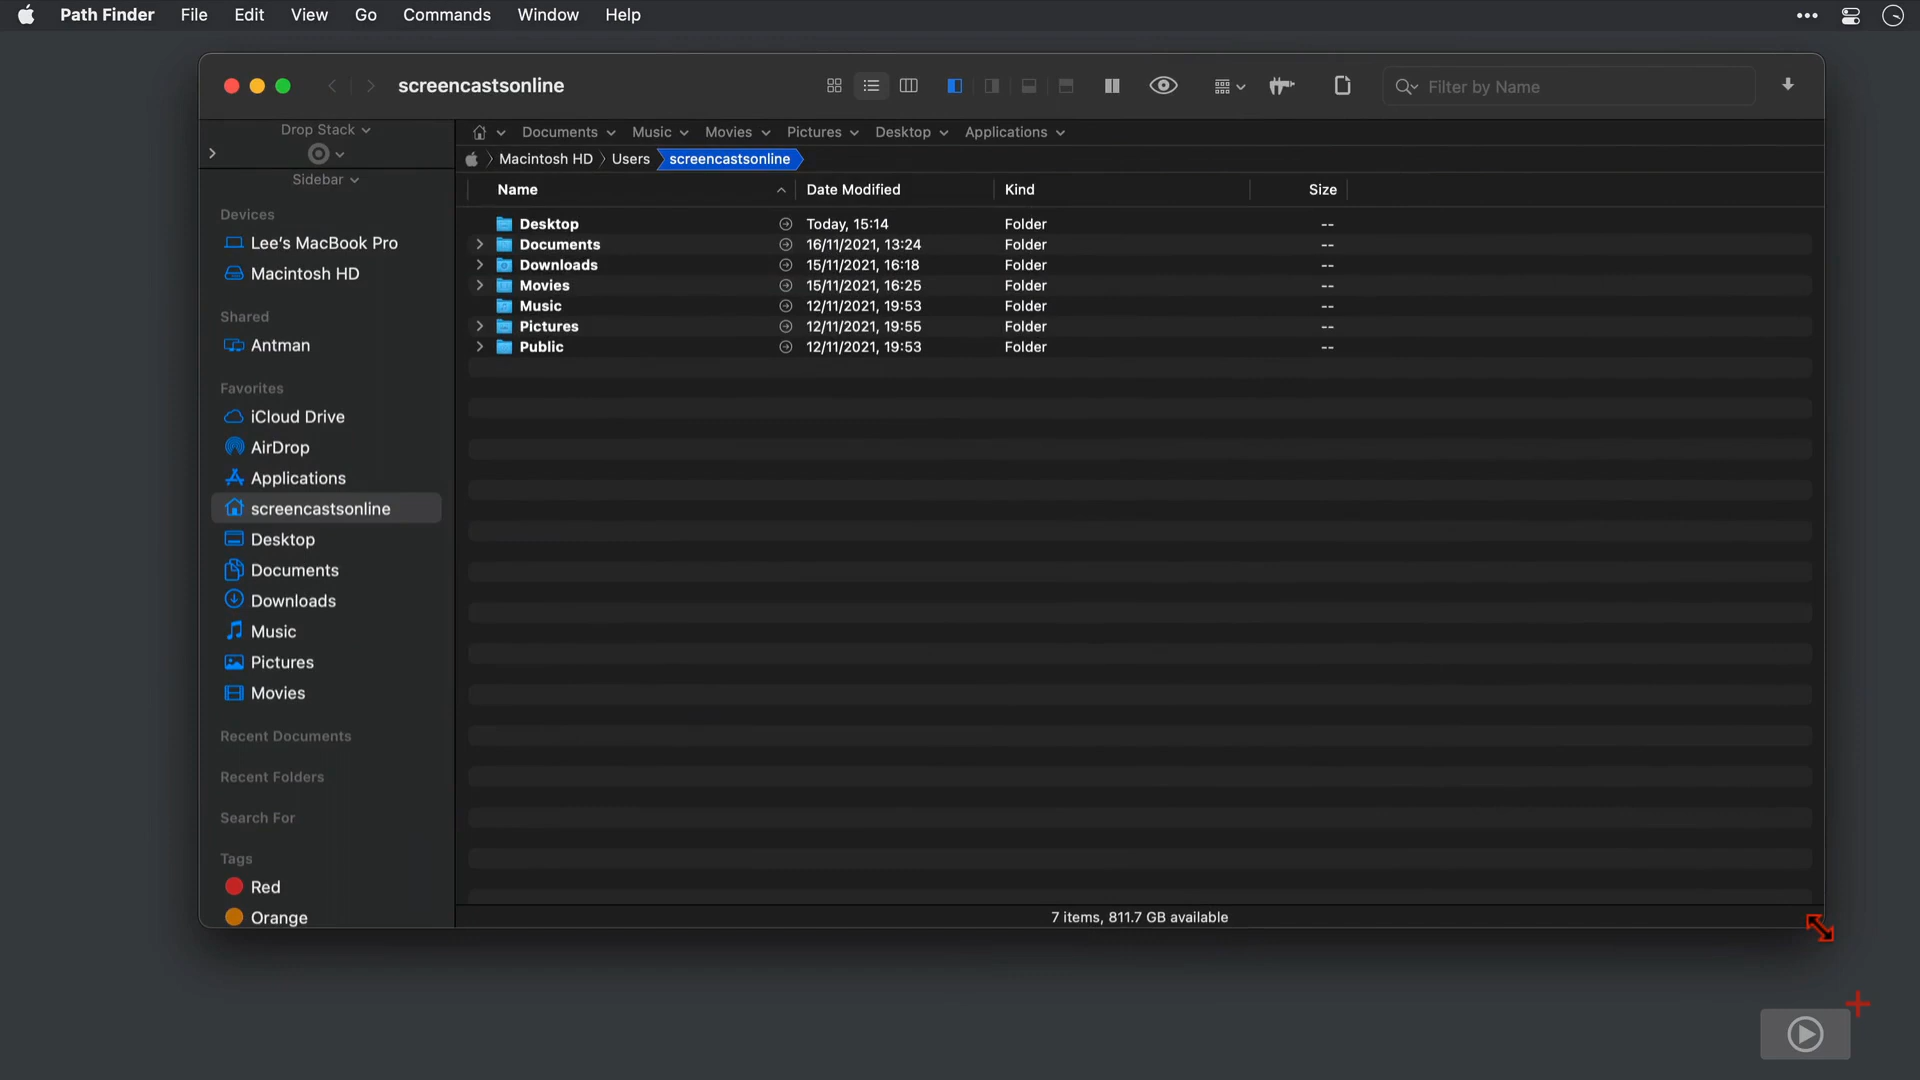 Path Finder File Edit View Go Commands Window Help
screencastsonline
Filter by Name
Drop Stack
Sidebar
Devices
Lee's MacBook Pro
Macintosh HD
Shared
Antman
Favorites
iCloud Drive
AirDrop
Applications
screencastsonline
Desktop
Documents
Downloads
Music
Pictures
Movies
Recent Documents
Recent Folders
Search For
Tags
Red
Orange
Documents Music Movies Pictures Desktop Applications
Macintosh HD Users screencastsonline
Name Date Modified Kind Size
Desktop Today, 15:14 Folder --
Documents 16/11/2021, 13:24 Folder --
Downloads 15/11/2021, 16:18 Folder --
Movies 15/11/2021, 16:25 Folder --
Music 12/11/2021, 19:53 Folder --
Pictures 12/11/2021, 19:55 Folder --
Public 12/11/2021, 19:53 Folder --
7 items, 811.7 GB available